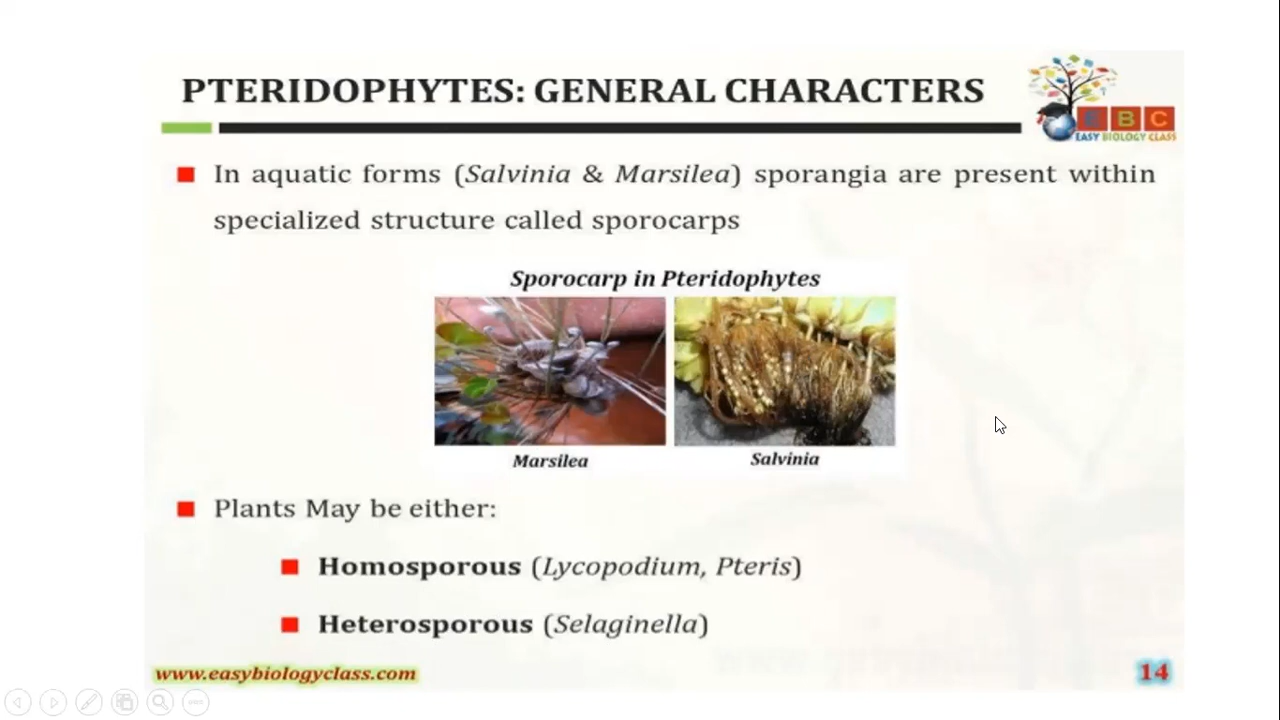 PTERIDOPHYTES: GENERAL CHARACTERS
E B C
EASY BIOLOGY CLASS
■ In aquatic forms (Salvinia & Marsilea) sporangia are present within
specialized structure called sporocarps
Sporocarp in Pteridophytes
Marsilea
Salvinia
■ Plants May be either:
■ Homosporous (Lycopodium, Pteris)
■ Heterosporous (Selaginella)
www.easybiologyclass.com
14